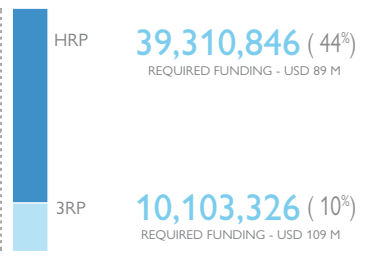 HRP
39,310,846 ( 44%)
REQUIRED FUNDING - USD 89 M
3RP
10,103,326 ( 10%)
REQUIRED FUNDING - USD 109 M